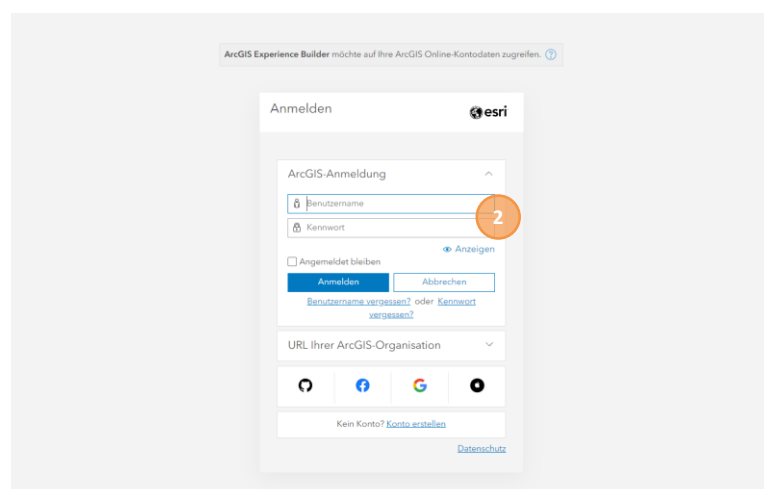 ArcGIS Experience Builder möchte auf Ihre ArcGIS Online-Kontodaten zugreifen. ?
Anmelden
esri
ArcGIS-Anmeldung
Benutzername
2
Kennwort
Anzeigen
Angemeldet bleiben
Anmelden
Abbrechen
Benutzername vergessen? oder Kennwort
vergessen?
URL Ihrer ArcGIS-Organisation
Kein Konto? Konto erstellen
Datenschutz